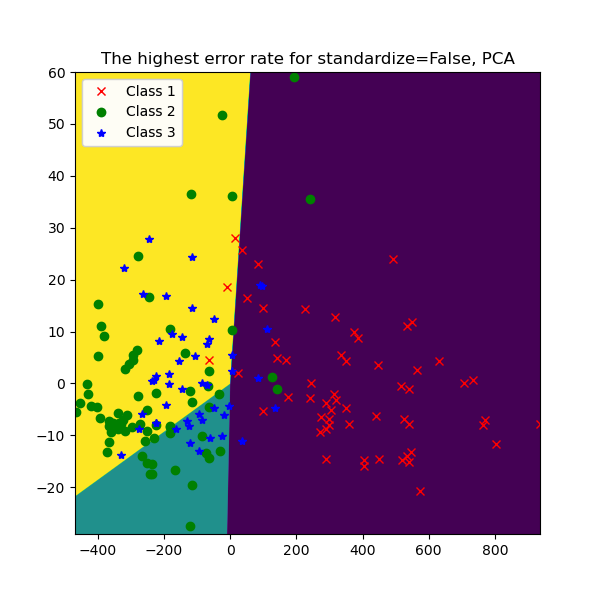 The highest error rate for standardize=False, PCA
Class 1
Class 2
Class 3
60
50
40
30
20
10
0
−10
−20
−400 −200 0 200 400 600 800